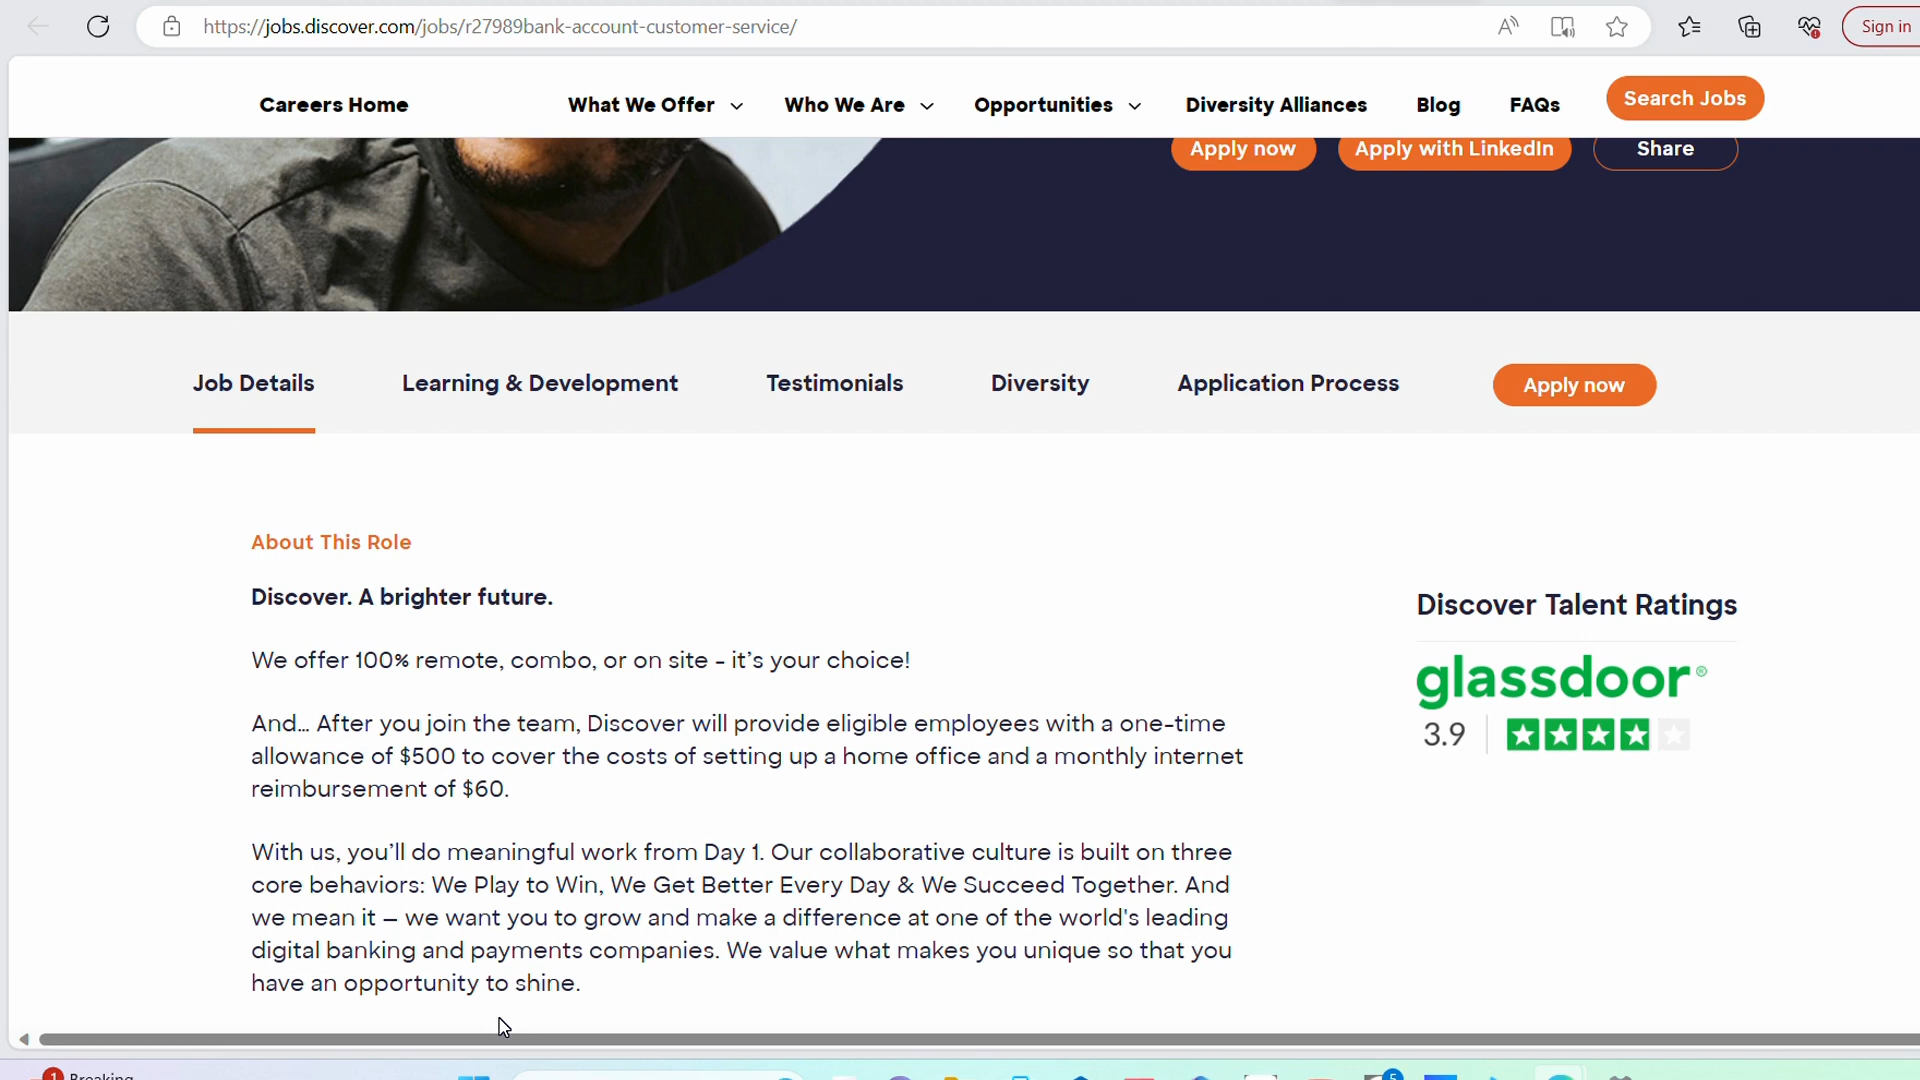 https://jobs.discover.com/jobs/r27989bank-account-customer-service/
Sign in
Careers Home
What We Offer
Who We Are
Opportunities
Diversity Alliances
Blog
FAQs
Search Jobs
Apply now
Apply with LinkedIn
Share
Job Details
Learning & Development
Testimonials
Diversity
Application Process
Apply now
About This Role
Discover. A brighter future.
We offer 100% remote, combo, or on site - it's your choice!
And... After you join the team, Discover will provide eligible employees with a one-time
allowance of $500 to cover the costs of setting up a home office and a monthly internet
reimbursement of $60.
With us, you'll do meaningful work from Day 1. Our collaborative culture is built on three
core behaviors: We Play to Win, We Get Better Every Day & We Succeed Together. And
we mean it — we want you to grow and make a difference at one of the world's leading
digital banking and payments companies. We value what makes you unique so that you
have an opportunity to shine.
Discover Talent Ratings
glassdoor®
3.9
1
Breaking
5